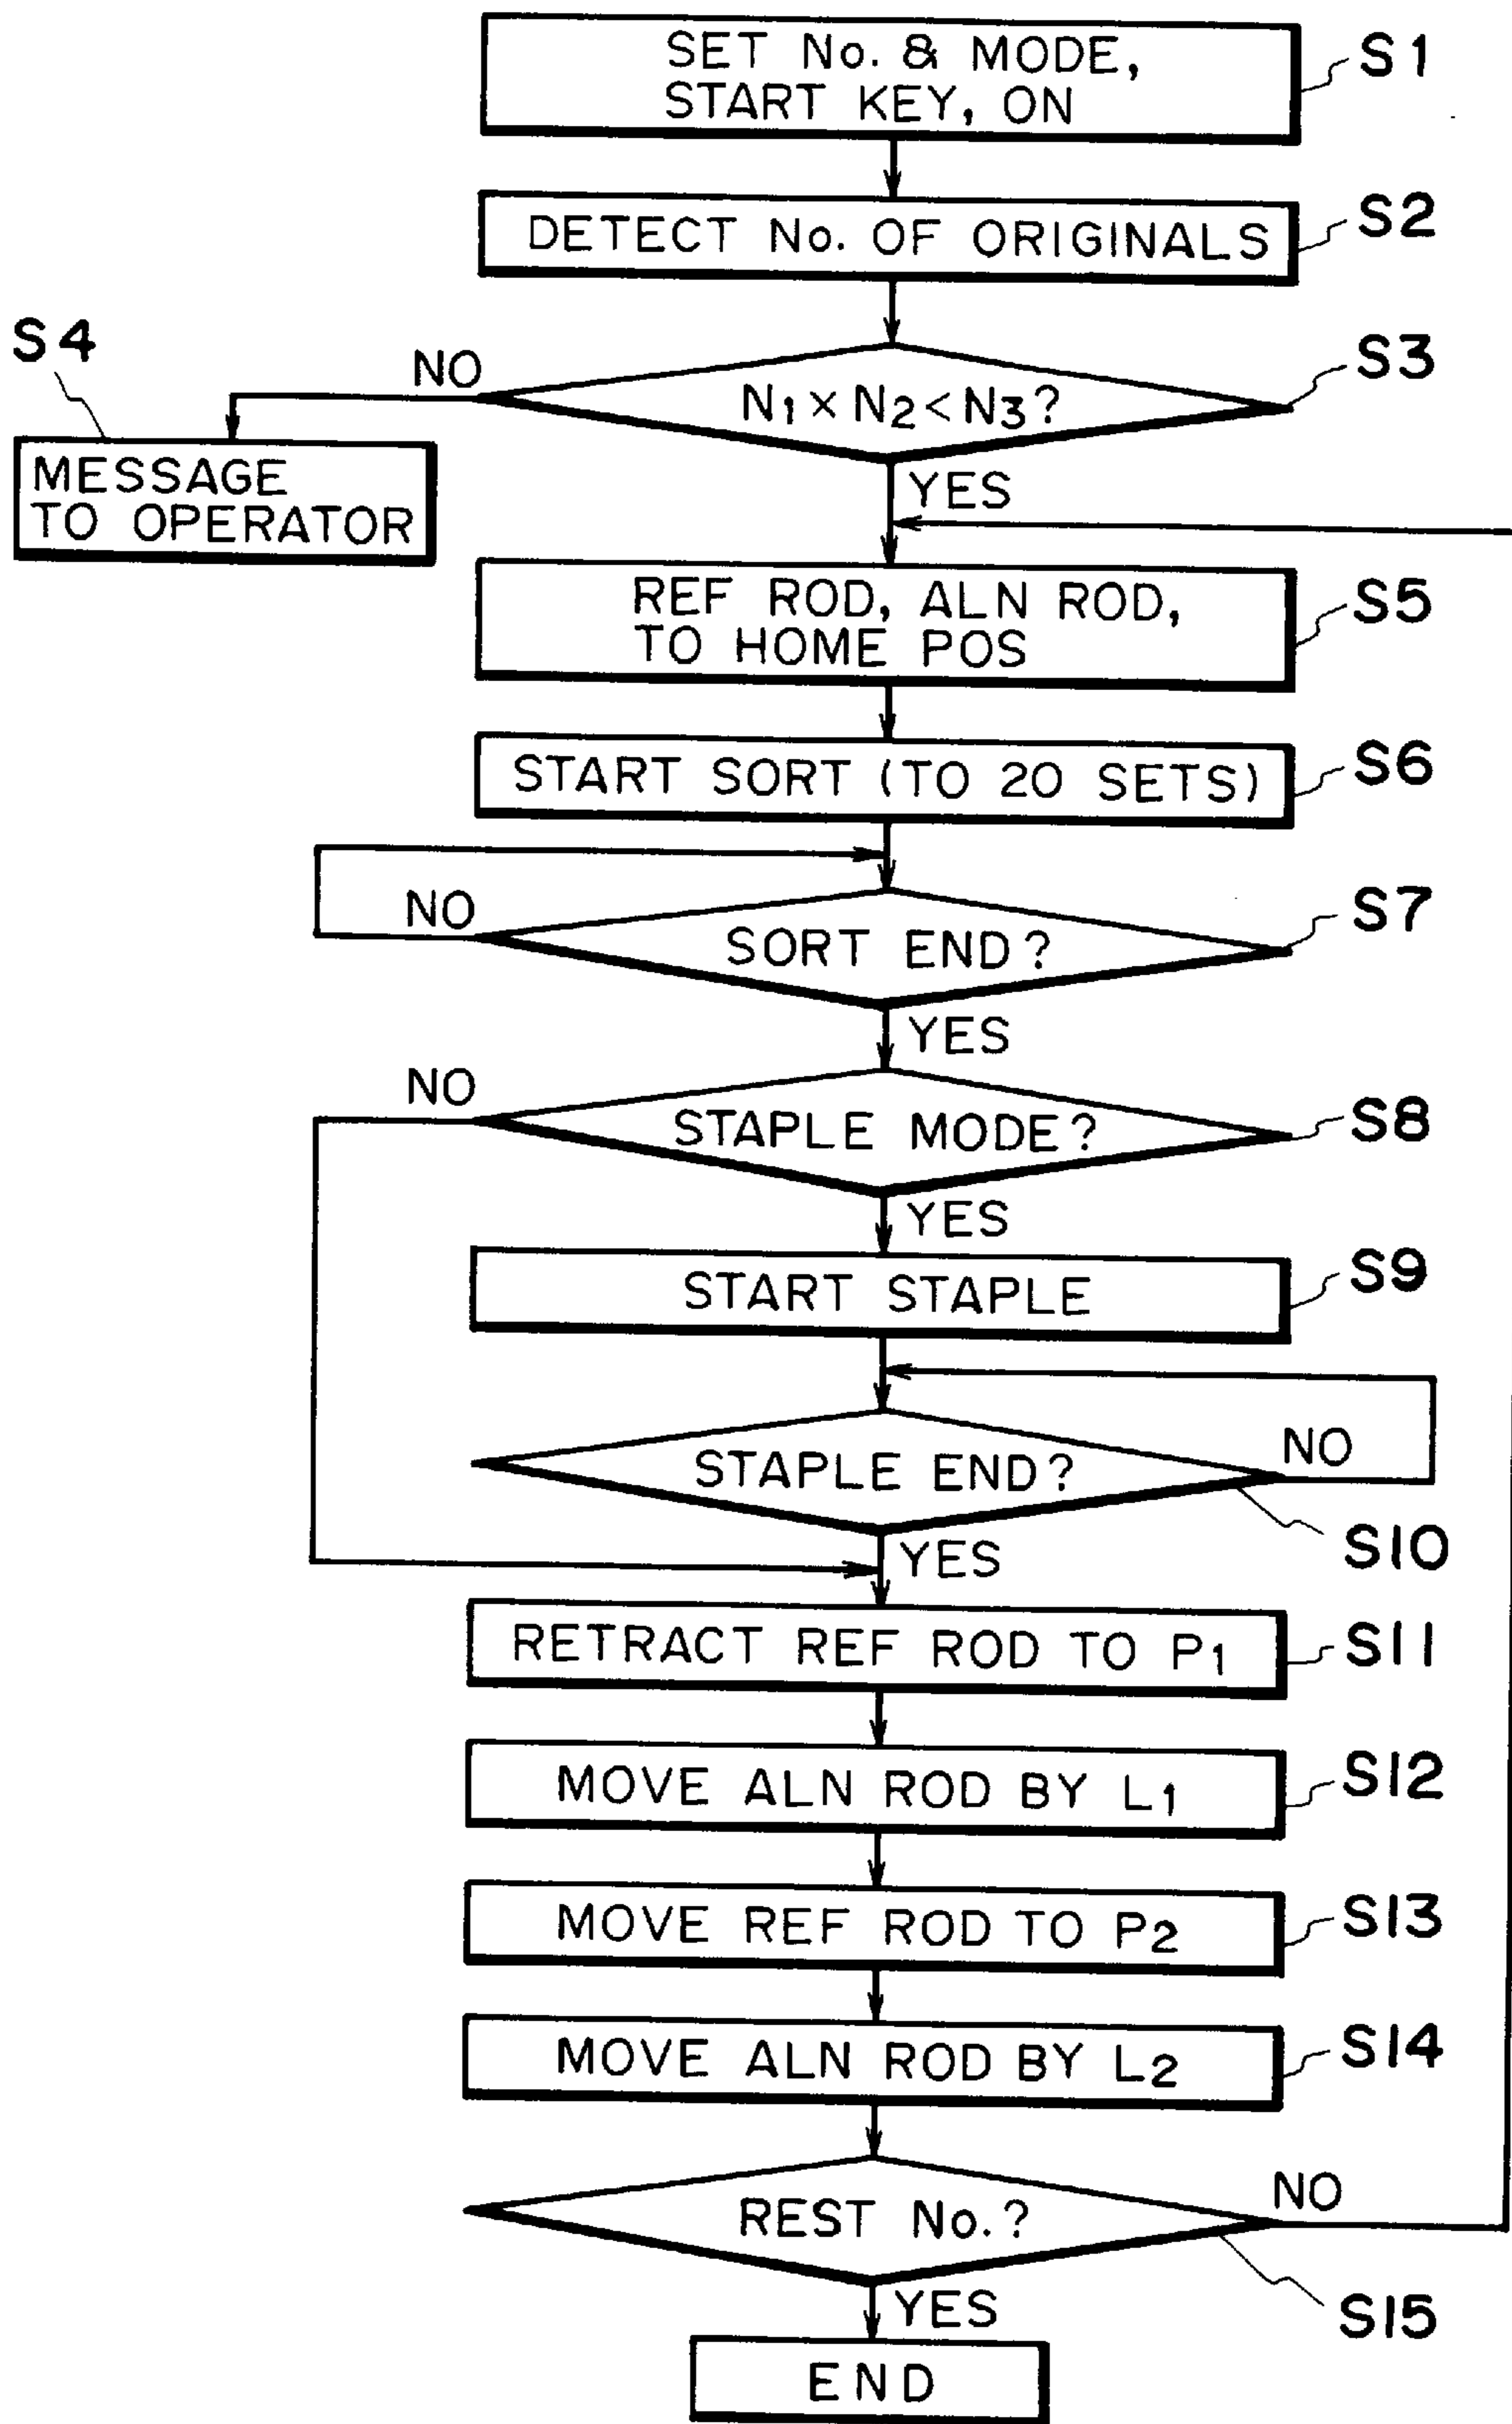 SET No. & MODE,
START KEY, ON
S1
DETECT No. OF ORIGINALS
S2
S4
NO
N1 × N2 < N3 ?
S3
MESSAGE
TO OPERATOR
YES
REF ROD, ALN ROD,
TO HOME POS
S5
START SORT (TO 20 SETS)
S6
NO
SORT END ?
S7
YES
NO
STAPLE MODE ?
S8
YES
START STAPLE
S9
STAPLE END ?
NO
S10
YES
RETRACT REF ROD TO P1
S11
MOVE ALN ROD BY L1
S12
MOVE REF ROD TO P2
S13
MOVE ALN ROD BY L2
S14
REST No. ?
NO
S15
YES
END